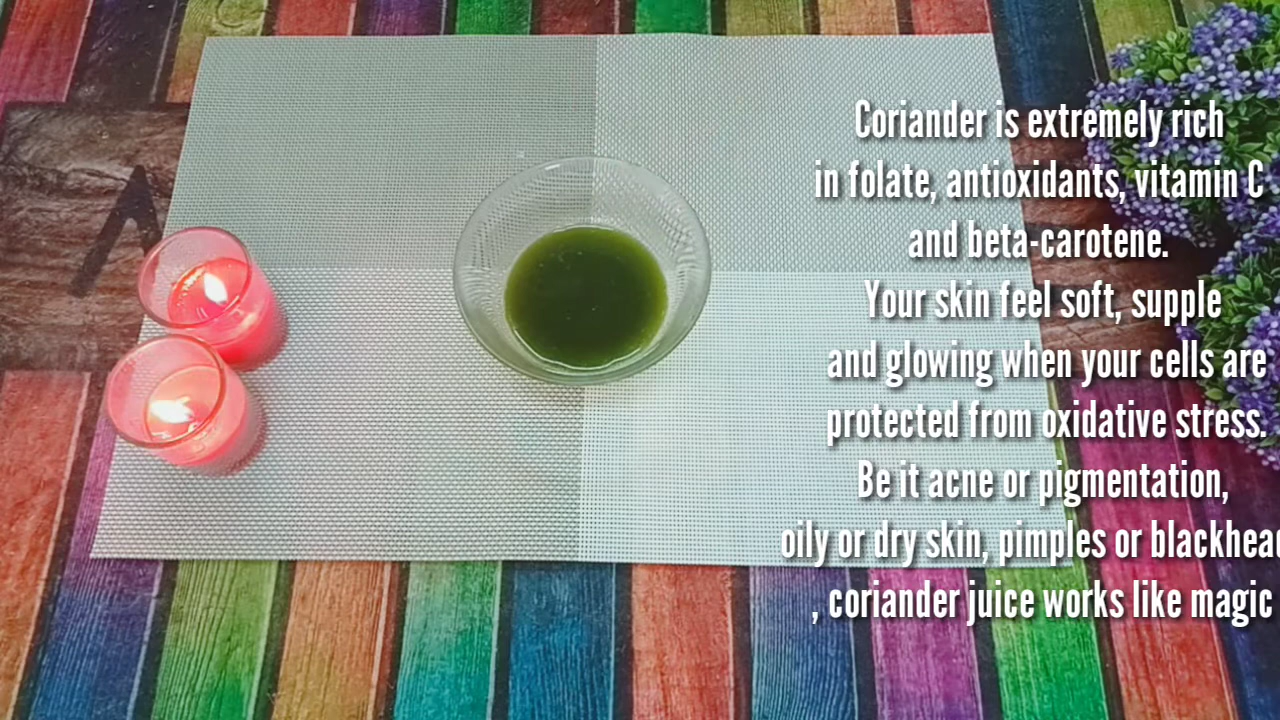 Coriander is extremely rich
in folate, antioxidants, vitamin C
and beta-carotene.
Your skin feel soft, supple
and glowing when your cells are
protected from oxidative stress.
Be it acne or pigmentation,
oily or dry skin, pimples or
, coriander juice works like magic